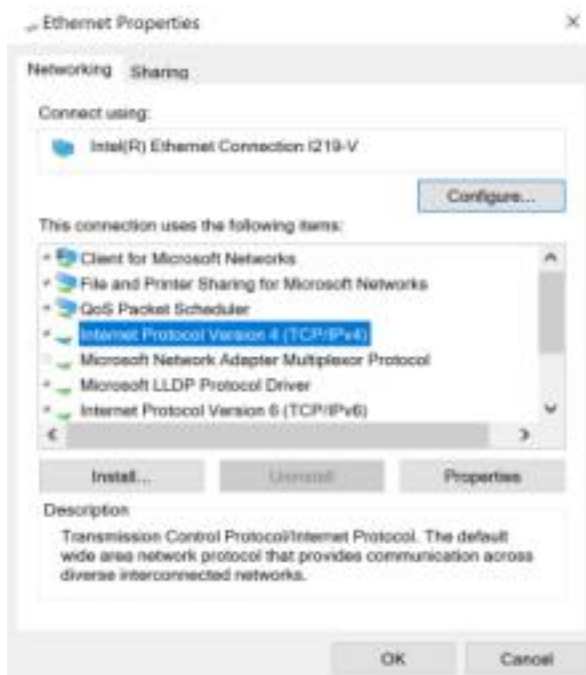 Ethernet Properties
Networking Sharing
Connect using:
Intel(R) Ethernet Connection I219-V
Configure...
This connection uses the following items:
Client for Microsoft Networks
File and Printer Sharing for Microsoft Networks
QoS Packet Scheduler
Internet Protocol Version 4 (TCP/IPv4)
Microsoft Network Adapter Multiplexor Protocol
Microsoft LLDP Protocol Driver
Internet Protocol Version 6 (TCP/IPv6)
Install... Uninstall Properties
Description
Transmission Control Protocol/Internet Protocol. The default
wide area network protocol that provides communication across
diverse interconnected networks.
OK Cancel